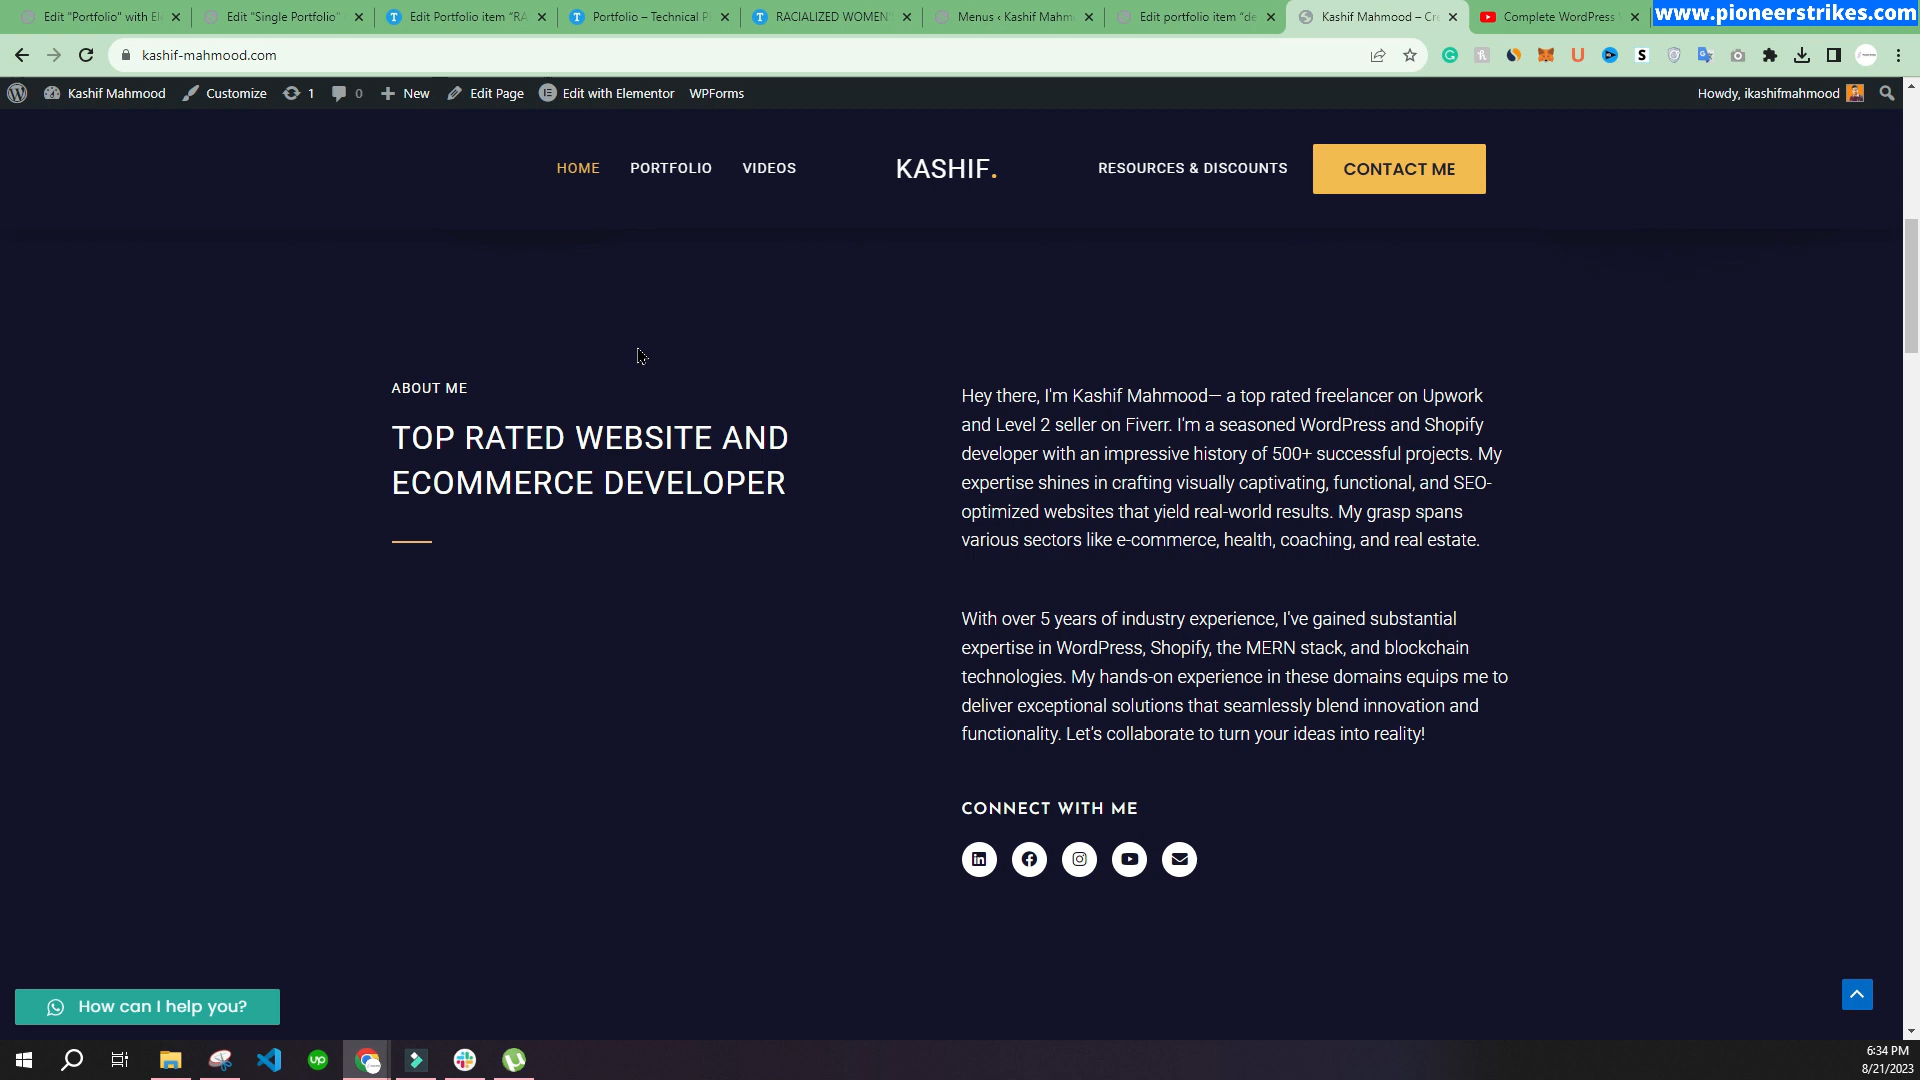 Edit "Portfolio" with El
Edit "Single Portfolio"
Edit Portfolio item "RA
Portfolio – Technical P
RACIALIZED WOMEN"
Menus ‹ Kashif Mahm
Edit portfolio item "de
Kashif Mahmood – Cr
Complete WordPress
www.pioneerstrikes.com
kashif-mahmood.com
Kashif Mahmood
Customize
1
0
New
Edit Page
Edit with Elementor
WPForms
Howdy, ikashifmahmood
HOME
PORTFOLIO
VIDEOS
KASHIF.
RESOURCES & DISCOUNTS
CONTACT ME
ABOUT ME
TOP RATED WEBSITE AND
ECOMMERCE DEVELOPER
Hey there, I'm Kashif Mahmood— a top rated freelancer on Upwork
and Level 2 seller on Fiverr. I'm a seasoned WordPress and Shopify
developer with an impressive history of 500+ successful projects. My
expertise shines in crafting visually captivating, functional, and SEO-
optimized websites that yield real-world results. My grasp spans
various sectors like e-commerce, health, coaching, and real estate.
With over 5 years of industry experience, I've gained substantial
expertise in WordPress, Shopify, the MERN stack, and blockchain
technologies. My hands-on experience in these domains equips me to
deliver exceptional solutions that seamlessly blend innovation and
functionality. Let's collaborate to turn your ideas into reality!
CONNECT WITH ME
How can I help you?
6:34 PM
8/21/2023